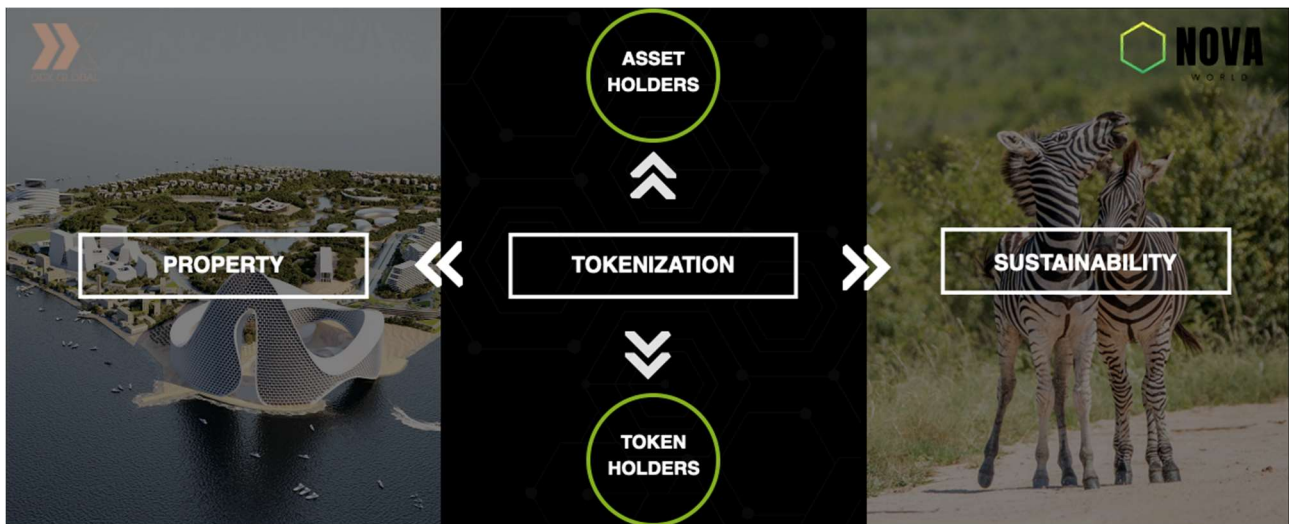 ASSET
HOLDERS
NOVA
WORLD
PROPERTY
TOKENIZATION
SUSTAINABILITY
TOKEN
HOLDERS